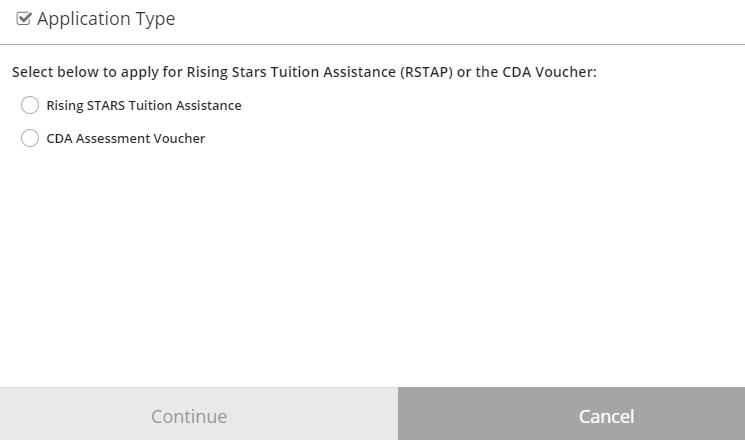 Application Type
Select below to apply for Rising Stars Tuition Assistance (RSTAP) or the CDA Voucher:
Rising STARS Tuition Assistance
CDA Assessment Voucher
Continue
Cancel